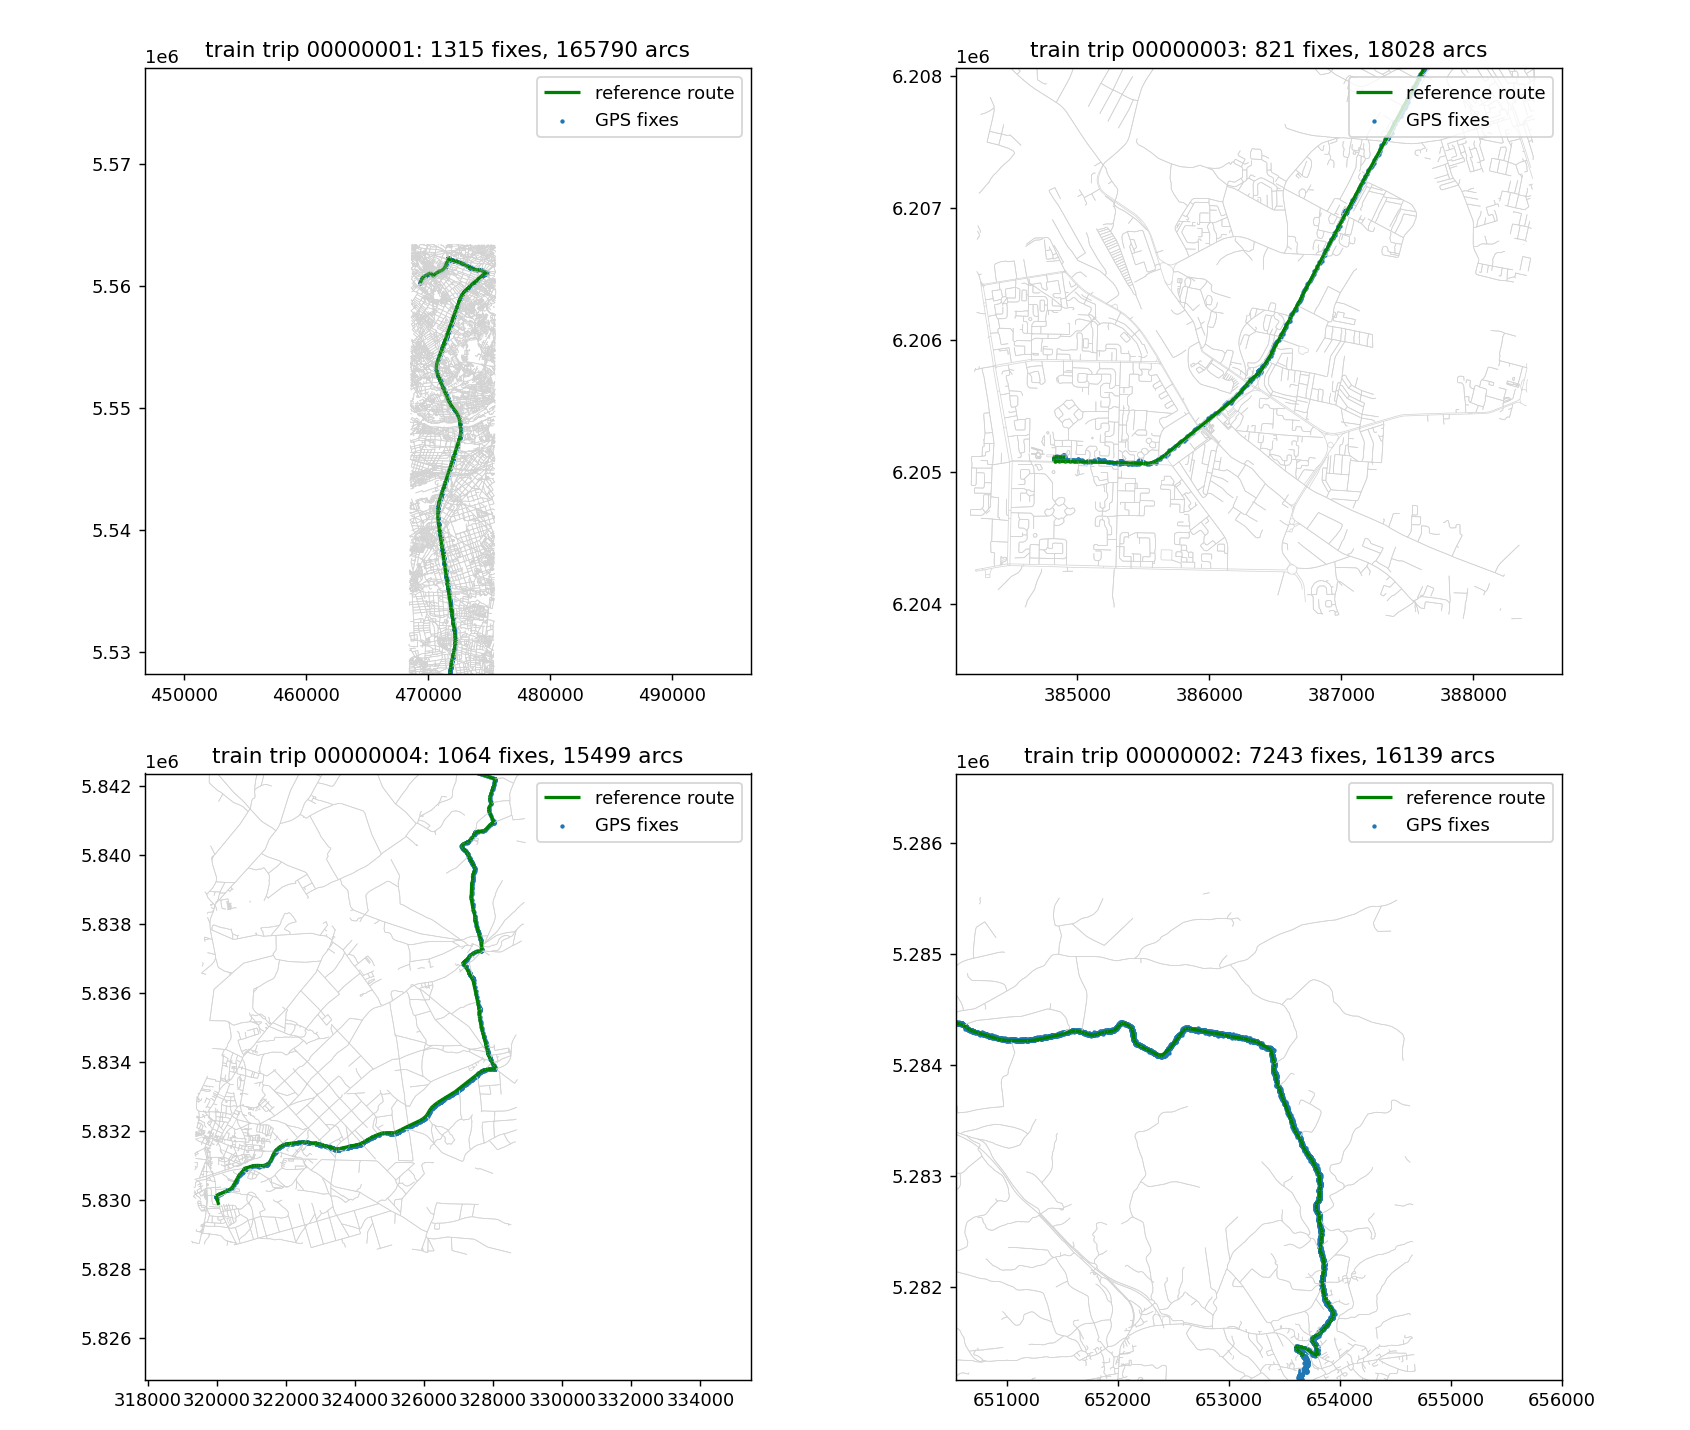 train trip 00000001: 1315 fixes, 165790 arcs
1e6
reference route
GPS fixes
5.57
5.56
5.55
5.54
5.53
450000 460000 470000 480000 490000
train trip 00000003: 821 fixes, 18028 arcs
1e6
reference route
GPS fixes
6.208
6.207
6.206
6.205
6.204
385000 386000 387000 388000
train trip 00000004: 1064 fixes, 15499 arcs
1e6
reference route
GPS fixes
5.842
5.840
5.838
5.836
5.834
5.832
5.830
5.828
5.826
318000 320000 322000 324000 326000 328000 330000 332000 334000
train trip 00000002: 7243 fixes, 16139 arcs
1e6
reference route
GPS fixes
5.286
5.285
5.284
5.283
5.282
651000 652000 653000 654000 655000 656000